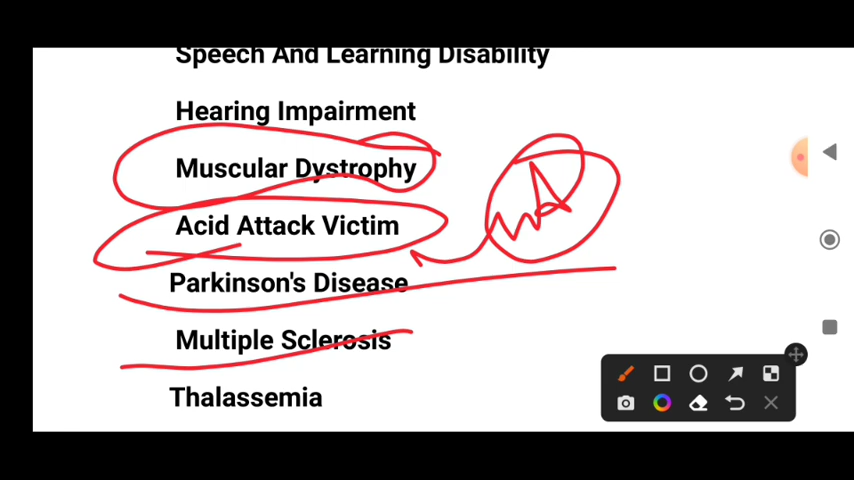 Speech And Learning Disability
Hearing Impairment
Muscular Dystrophy
Acid Attack Victim
Parkinson's Disease
Multiple Sclerosis
Thalassemia